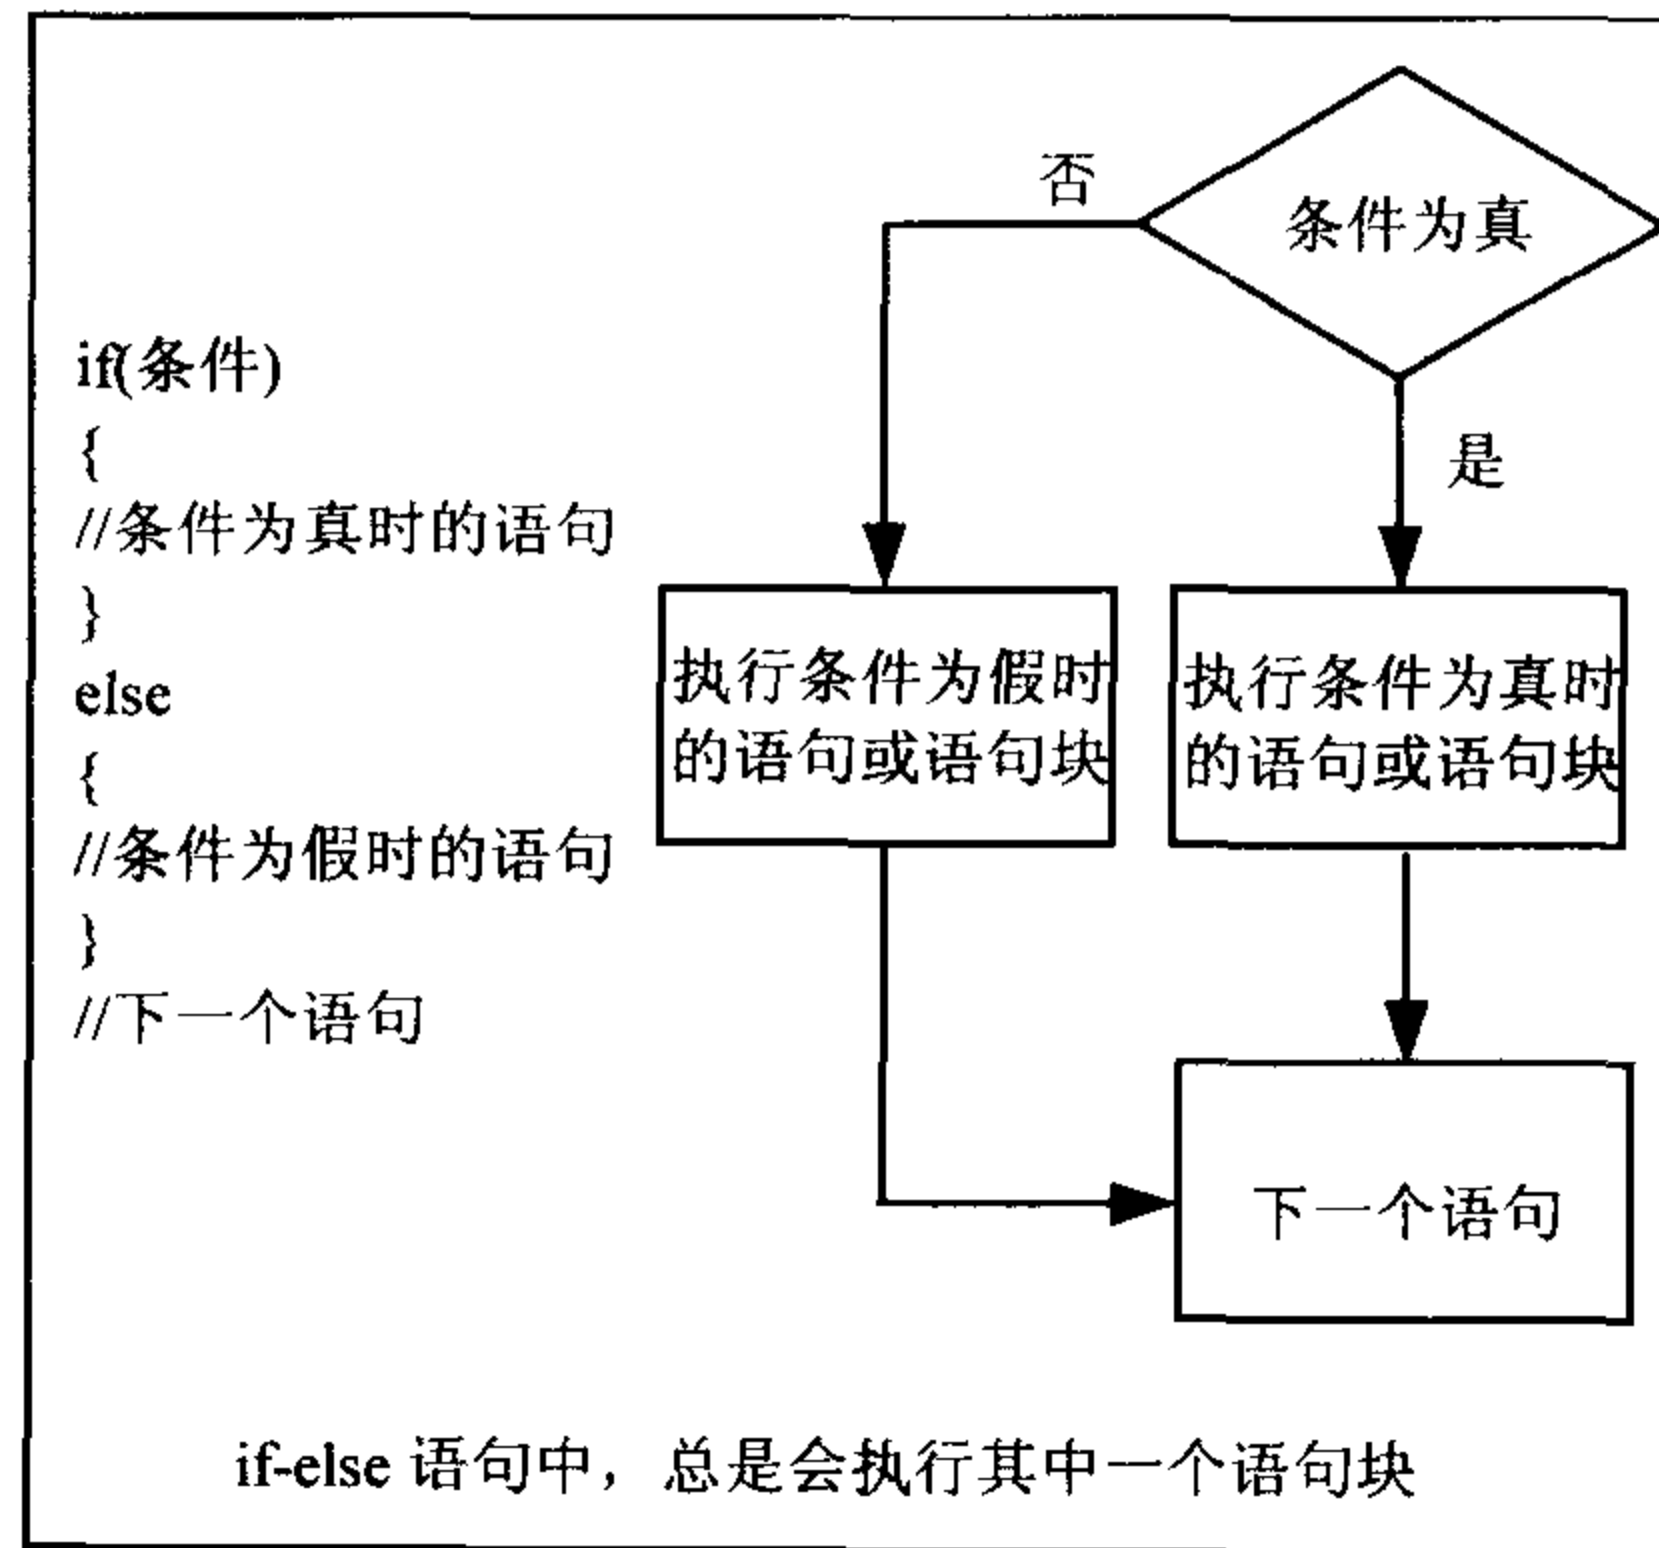 if(条件)
{
//条件为真时的语句
}
else
{
//条件为假时的语句
}
//下一个语句
条件为真
否
是
执行条件为假时
的语句或语句块
执行条件为真时
的语句或语句块
下一个语句
if-else 语句中，总是会执行其中一个语句块